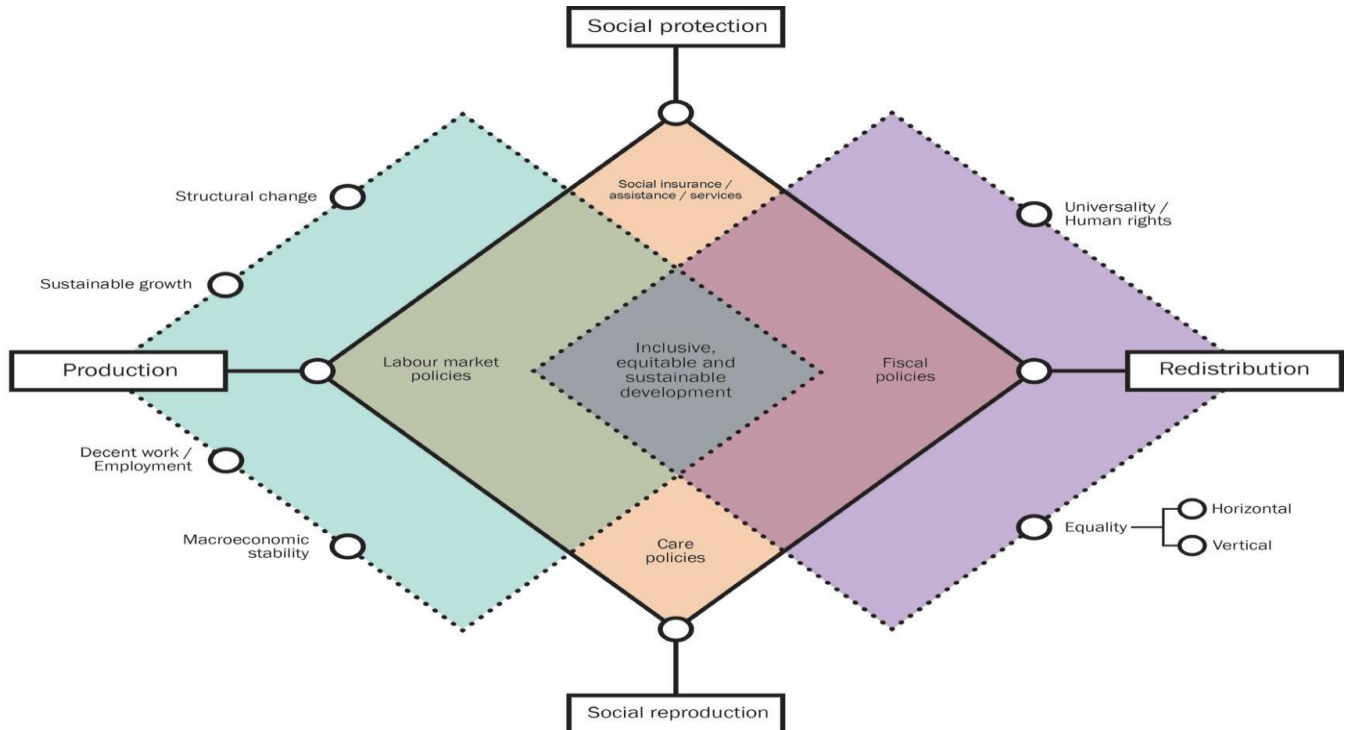 Social protection
Social insurance /
assistance / services
Structural change
Universality /
Human rights
Sustainable growth
Production
Labour market
policies
Inclusive,
equitable and
sustainable
development
Fiscal
policies
Redistribution
Decent work /
Employment
Macroeconomic
stability
Care
policies
Equality
Horizontal
Vertical
Social reproduction